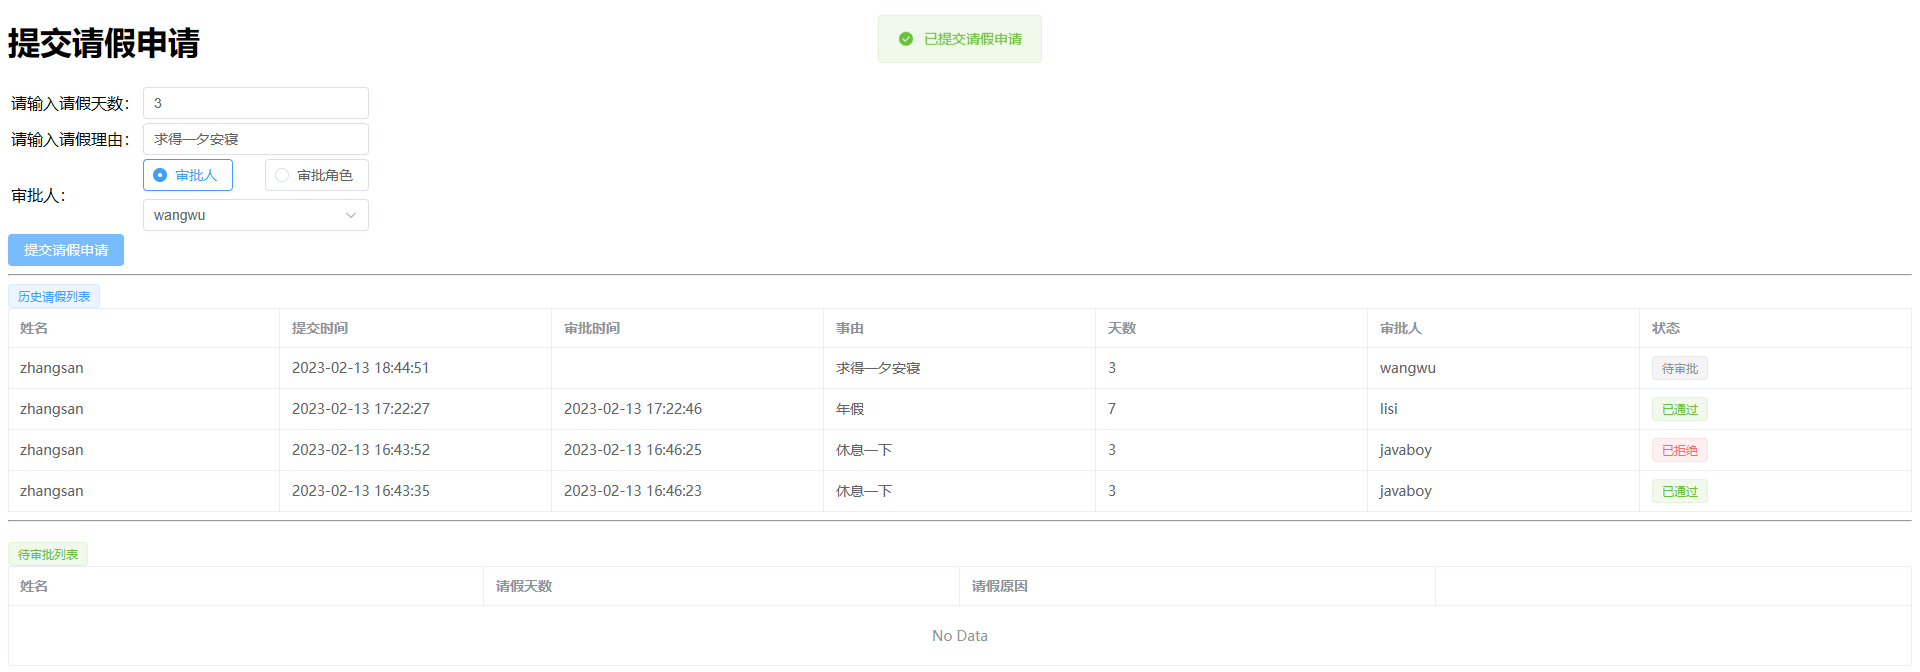 提交请假申请
已提交请假申请
请输入请假天数： 3
请输入请假理由： 求得一夕安寝
审批人： 审批人 审批角色
wangwu
提交请假申请
历史请假列表
姓名 提交时间 审批时间 事由 天数 审批人 状态
zhangsan 2023-02-13 18:44:51 求得一夕安寝 3 wangwu 待审批
zhangsan 2023-02-13 17:22:27 2023-02-13 17:22:46 年假 7 lisi 已通过
zhangsan 2023-02-13 16:43:52 2023-02-13 16:46:25 休息一下 3 javaboy 已拒绝
zhangsan 2023-02-13 16:43:35 2023-02-13 16:46:23 休息一下 3 javaboy 已通过
待审批列表
姓名 请假天数 请假原因
No Data